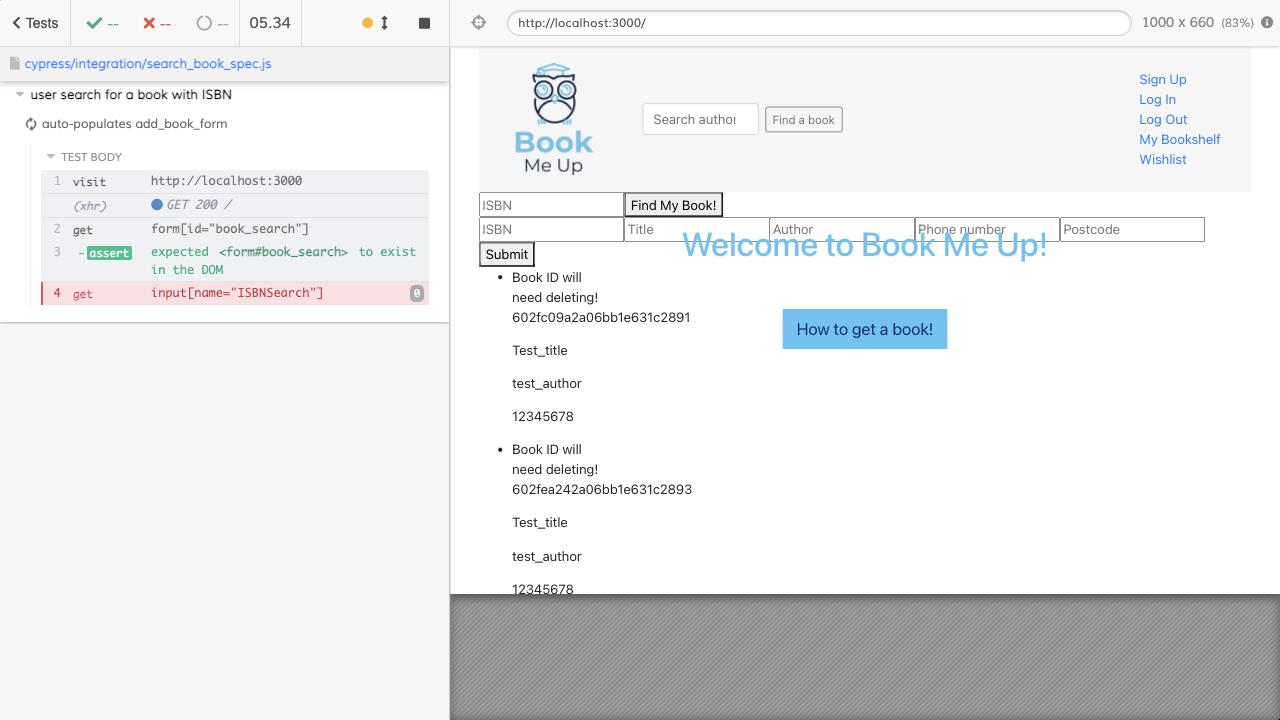 Tests
--
--
--
05.34
http://localhost:3000/
1000 x 660 (83%)
cypress/integration/search_book_spec.js
user search for a book with ISBN
auto-populates add_book_form
TEST BODY
1 visit http://localhost:3000
(xhr) GET 200 /
2 get form[id="book_search"]
3 -assert expected <form#book_search> to exist
in the DOM
4 get input[name="ISBNSearch"] 0
Book
Me Up
Search author
Find a book
Sign Up
Log In
Log Out
My Bookshelf
Wishlist
ISBN Find My Book!
ISBN Title Author Phone number Postcode
Welcome to Book Me Up!
Submit
Book ID will
need deleting!
602fc09a2a06bb1e631c2891
How to get a book!
Test_title
test_author
12345678
Book ID will
need deleting!
602fea242a06bb1e631c2893
Test_title
test_author
12345678